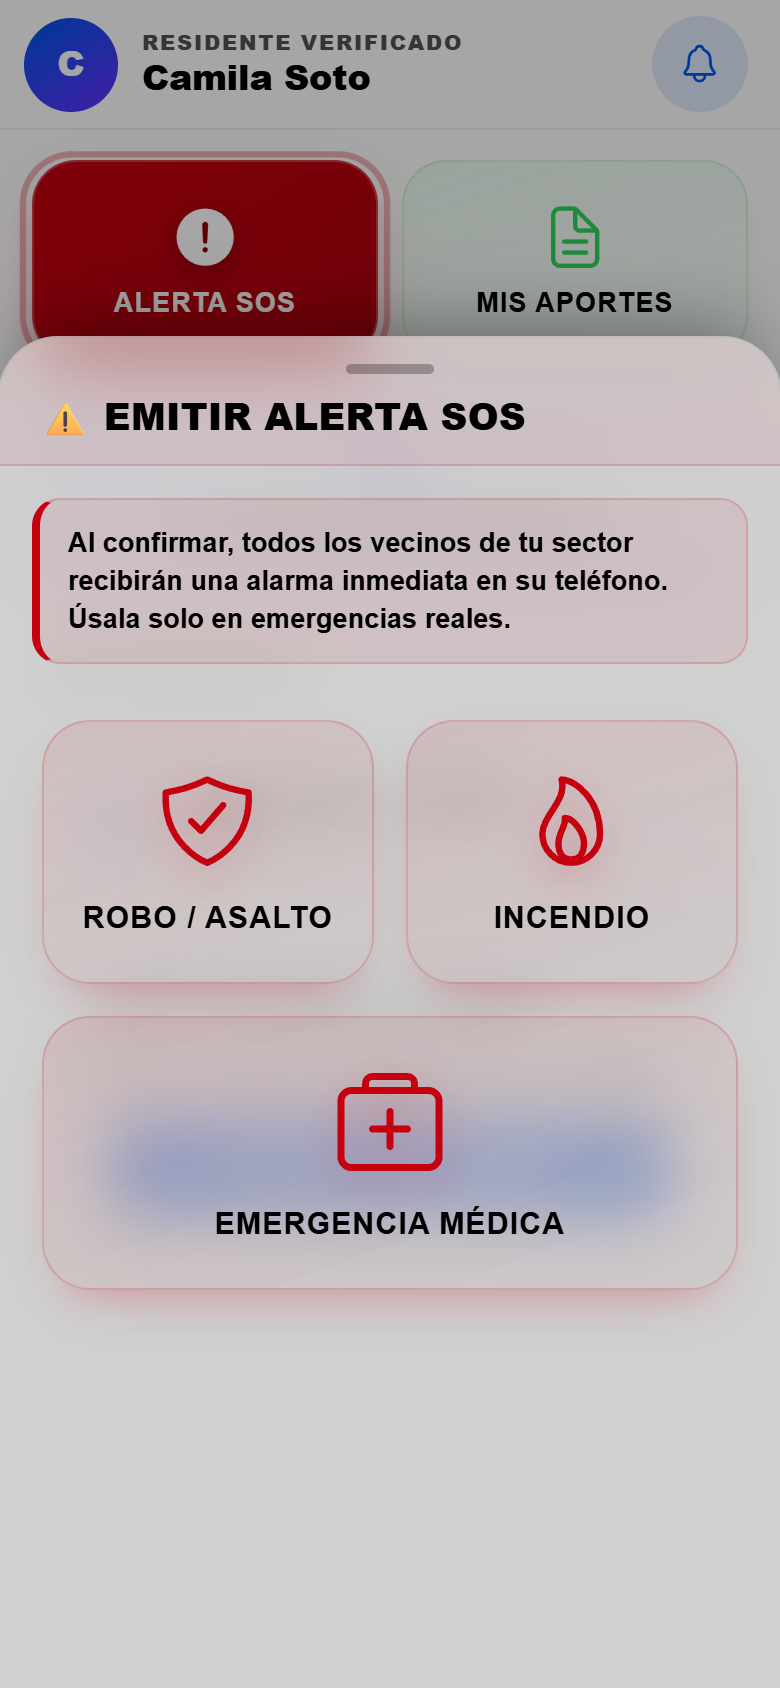 C
RESIDENTE VERIFICADO
Camila Soto
ALERTA SOS
MIS APORTES
EMITIR ALERTA SOS
Al confirmar, todos los vecinos de tu sector
recibirán una alarma inmediata en su teléfono.
Úsala solo en emergencias reales.
ROBO / ASALTO
INCENDIO
EMERGENCIA MÉDICA